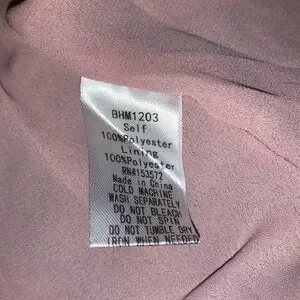 BHM1203
Self
100%Polyester
Lining
100%Polyester
RN#153572
Made in China
COLD MACHINE
WASH SEPARATELY
DO NOT BLEACH
DO NOT SPIN
DO NOT TUMBLE DRY
IRON WHEN NEEDED